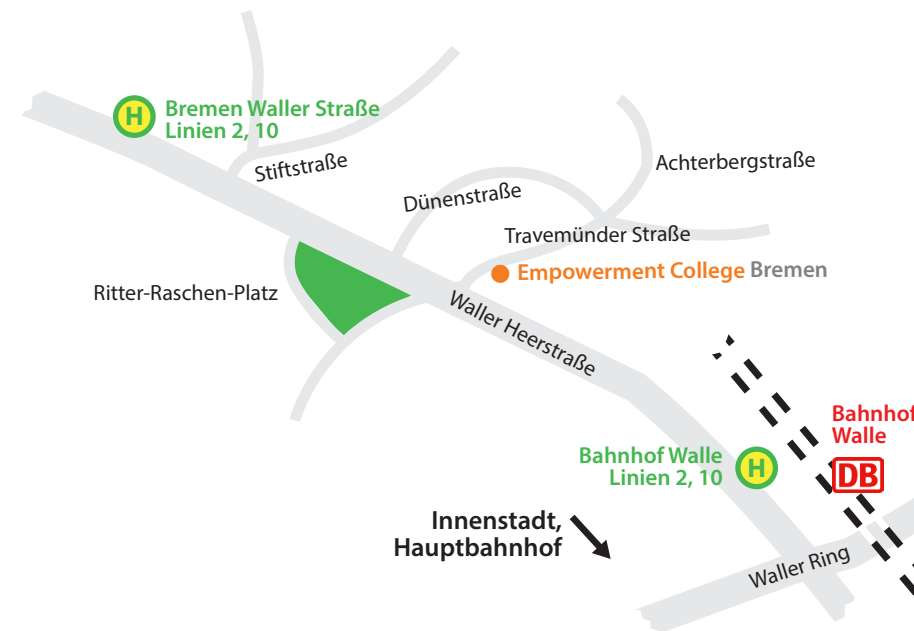 H
Bremen Waller Straße
Linien 2, 10
Stiftstraße
Achterbergstraße
Dünenstraße
Travemünder Straße
Empowerment College Bremen
Ritter-Raschen-Platz
Waller Heerstraße
Bahnhof
Walle
Bahnhof Walle
Linien 2, 10
H
DB
Innenstadt,
Hauptbahnhof
Waller Ring